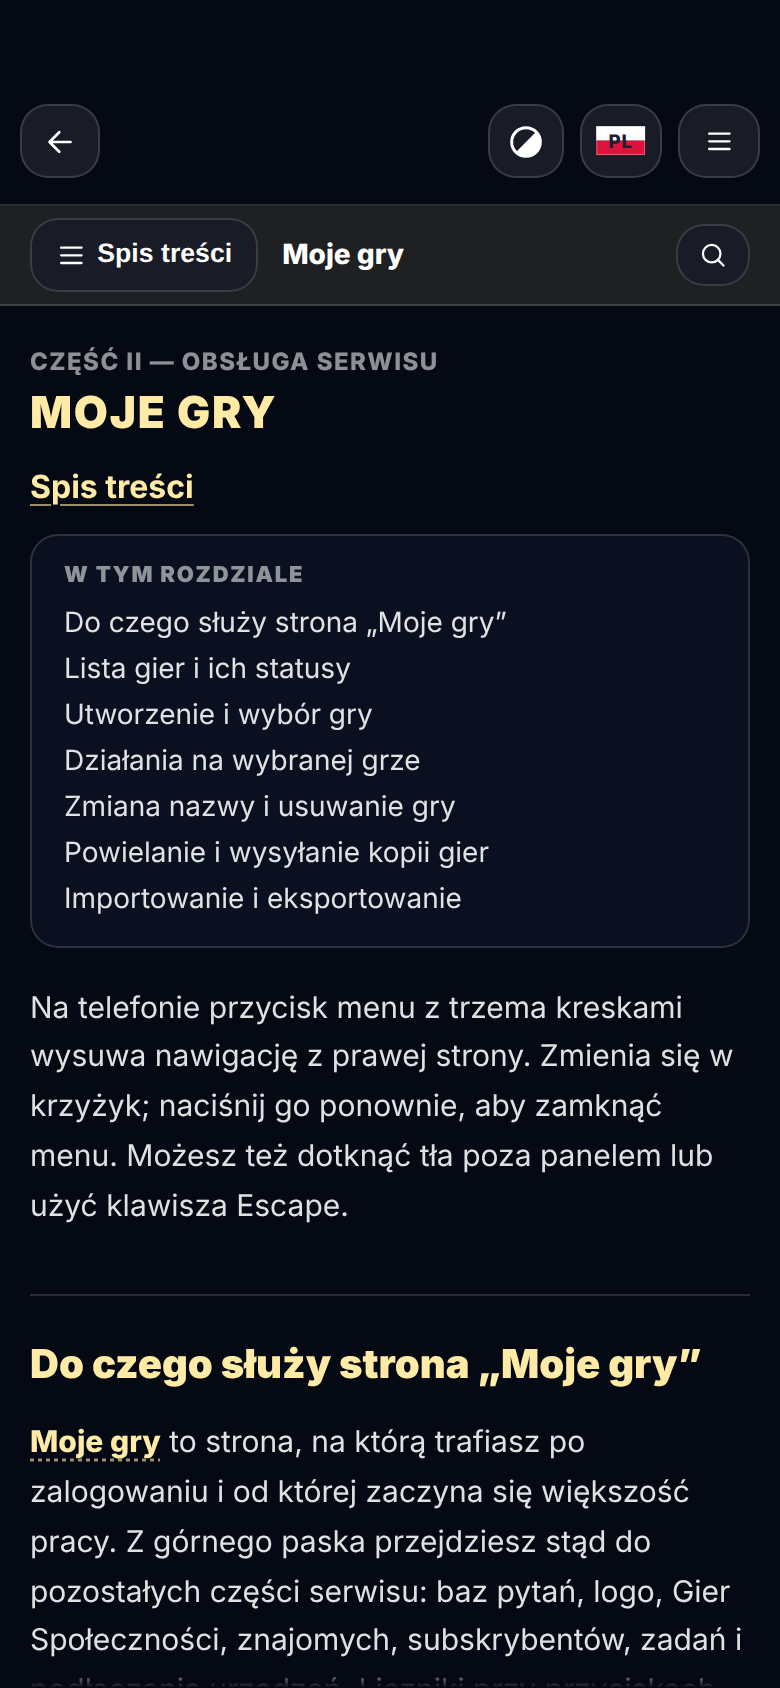 PL
Spis treści
Moje gry
CZĘŚĆ II — OBSŁUGA SERWISU
MOJE GRY
Spis treści
W TYM ROZDZIALE
Do czego służy strona „Moje gry”
Lista gier i ich statusy
Utworzenie i wybór gry
Działania na wybranej grze
Zmiana nazwy i usuwanie gry
Powielanie i wysyłanie kopii gier
Importowanie i eksportowanie
Na telefonie przycisk menu z trzema kreskami
wysuwa nawigację z prawej strony. Zmienia się w
krzyżyk; naciśnij go ponownie, aby zamknąć
menu. Możesz też dotknąć tła poza panelem lub
użyć klawisza Escape.
Do czego służy strona „Moje gry”
Moje gry to strona, na którą trafiasz po
zalogowaniu i od której zaczyna się większość
pracy. Z górnego paska przejdziesz stąd do
pozostałych części serwisu: baz pytań, logo, Gier
Społeczności, znajomych, subskrybentów, zadań i